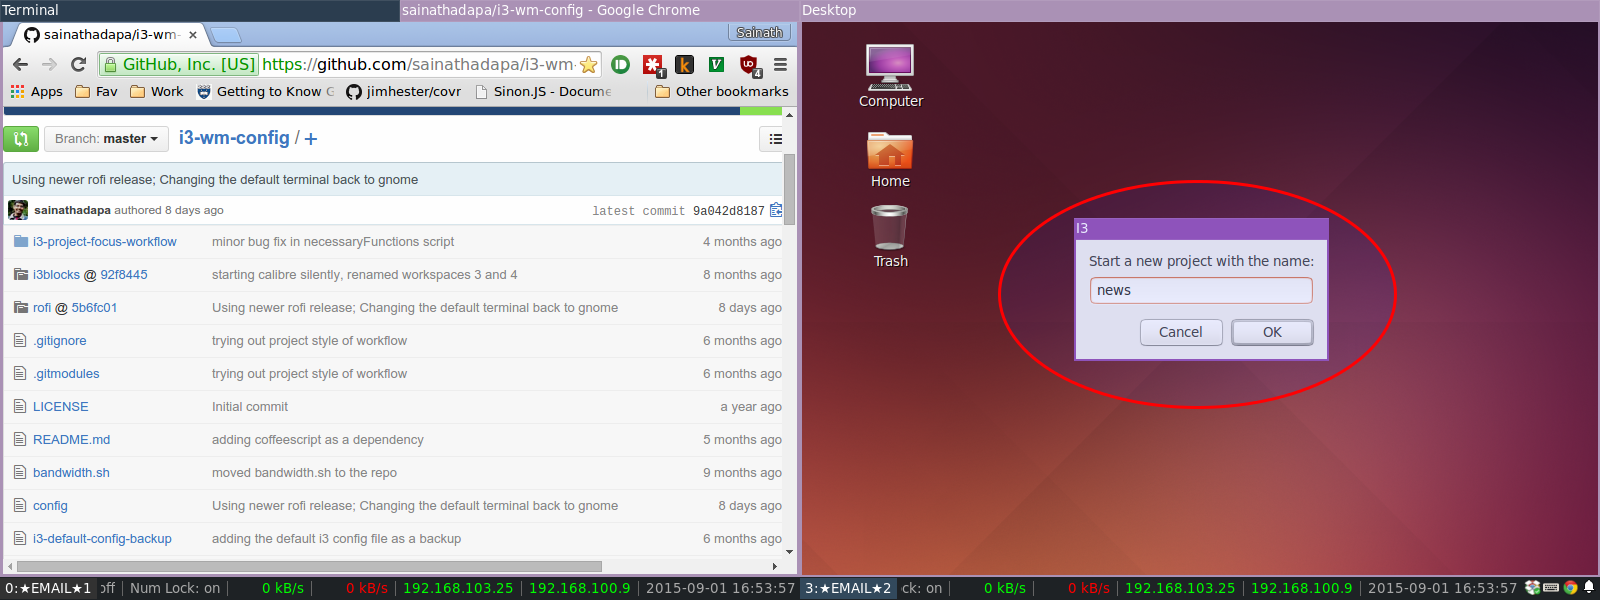 Terminal
sainathadapa/i3-wm-config - Google Chrome
Desktop
sainathadapa/i3-wm-
Sainath
GitHub, Inc. [US] https://github.com/sainathadapa/i3-wm-
1
4
Apps Fav Work Getting to Know jimhester/covr Sinon.JS - Docume Other bookmarks
Branch: master i3-wm-config / +
Using newer rofi release; Changing the default terminal back to gnome
sainathadapa authored 8 days ago latest commit 9a042d8187
i3-project-focus-workflow minor bug fix in necessaryFunctions script 4 months ago
i3blocks @ 92f8445 starting calibre silently, renamed workspaces 3 and 4 8 months ago
rofi @ 5b6fc01 Using newer rofi release; Changing the default terminal back to gnome 8 days ago
.gitignore trying out project style of workflow 6 months ago
.gitmodules trying out project style of workflow 6 months ago
LICENSE Initial commit a year ago
README.md adding coffeescript as a dependency 5 months ago
bandwidth.sh moved bandwidth.sh to the repo 9 months ago
config Using newer rofi release; Changing the default terminal back to gnome 8 days ago
i3-default-config-backup adding the default i3 config file as a backup 6 months ago
Computer
Home
Trash
I3
Start a new project with the name:
news
Cancel OK
0:★EMAIL★1 off Num Lock: on 0 kB/s 0 kB/s 192.168.103.25 192.168.100.9 2015-09-01 16:53:57
3:★EMAIL★2 ck: on 0 kB/s 0 kB/s 192.168.103.25 192.168.100.9 2015-09-01 16:53:57